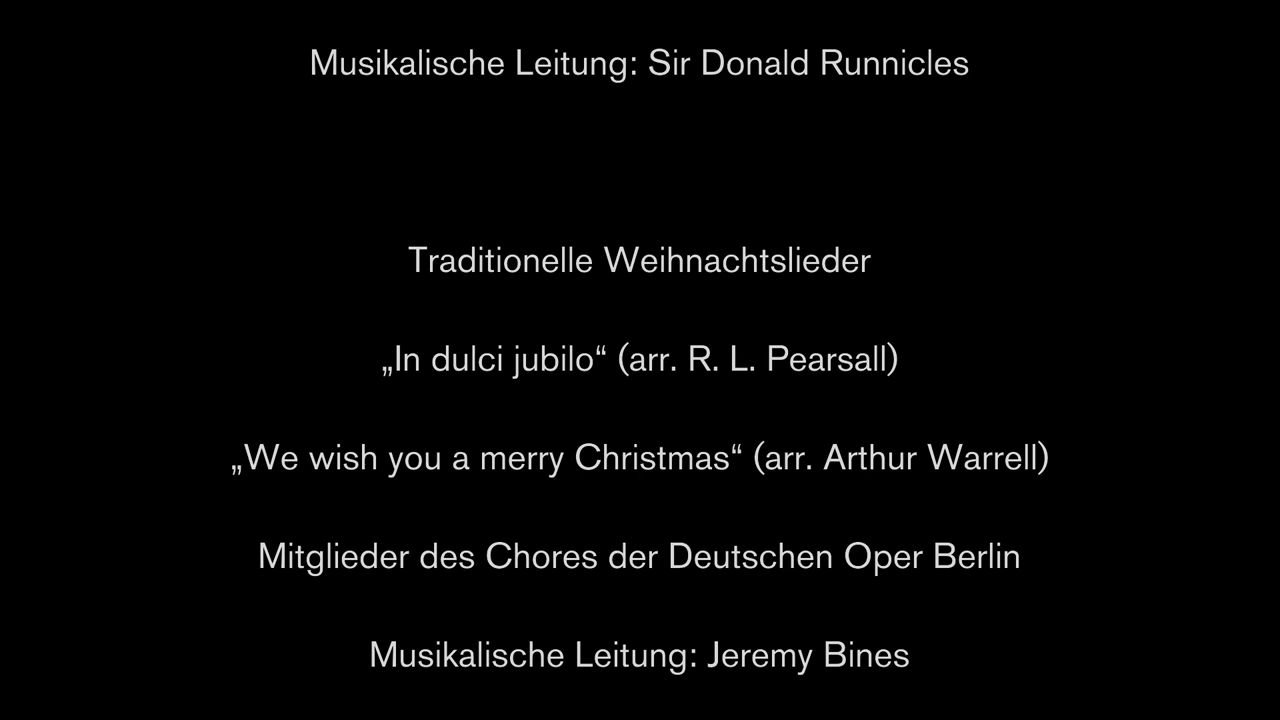 Musikalische Leitung: Sir Donald Runnicles
Traditionelle Weihnachtslieder
„In dulci jubilo“ (arr. R. L. Pearsall)
„We wish you a merry Christmas“ (arr. Arthur Warrell)
Mitglieder des Chores der Deutschen Oper Berlin
Musikalische Leitung: Jeremy Bines